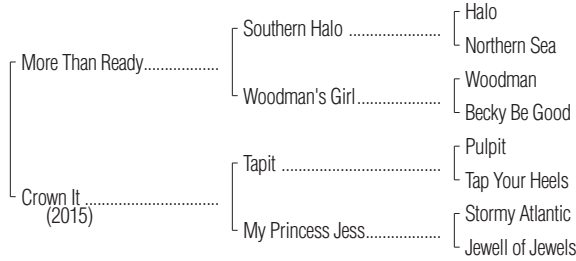 Halo
Southern Halo ...................
Northern Sea
More Than Ready...................
Woodman
Woodman's Girl.....................
Becky Be Good
Pulpit
Tapit .....................................
Tap Your Heels
Crown It ...............................
(2015)
Stormy Atlantic
My Princess Jess...................
Jewell of Jewels